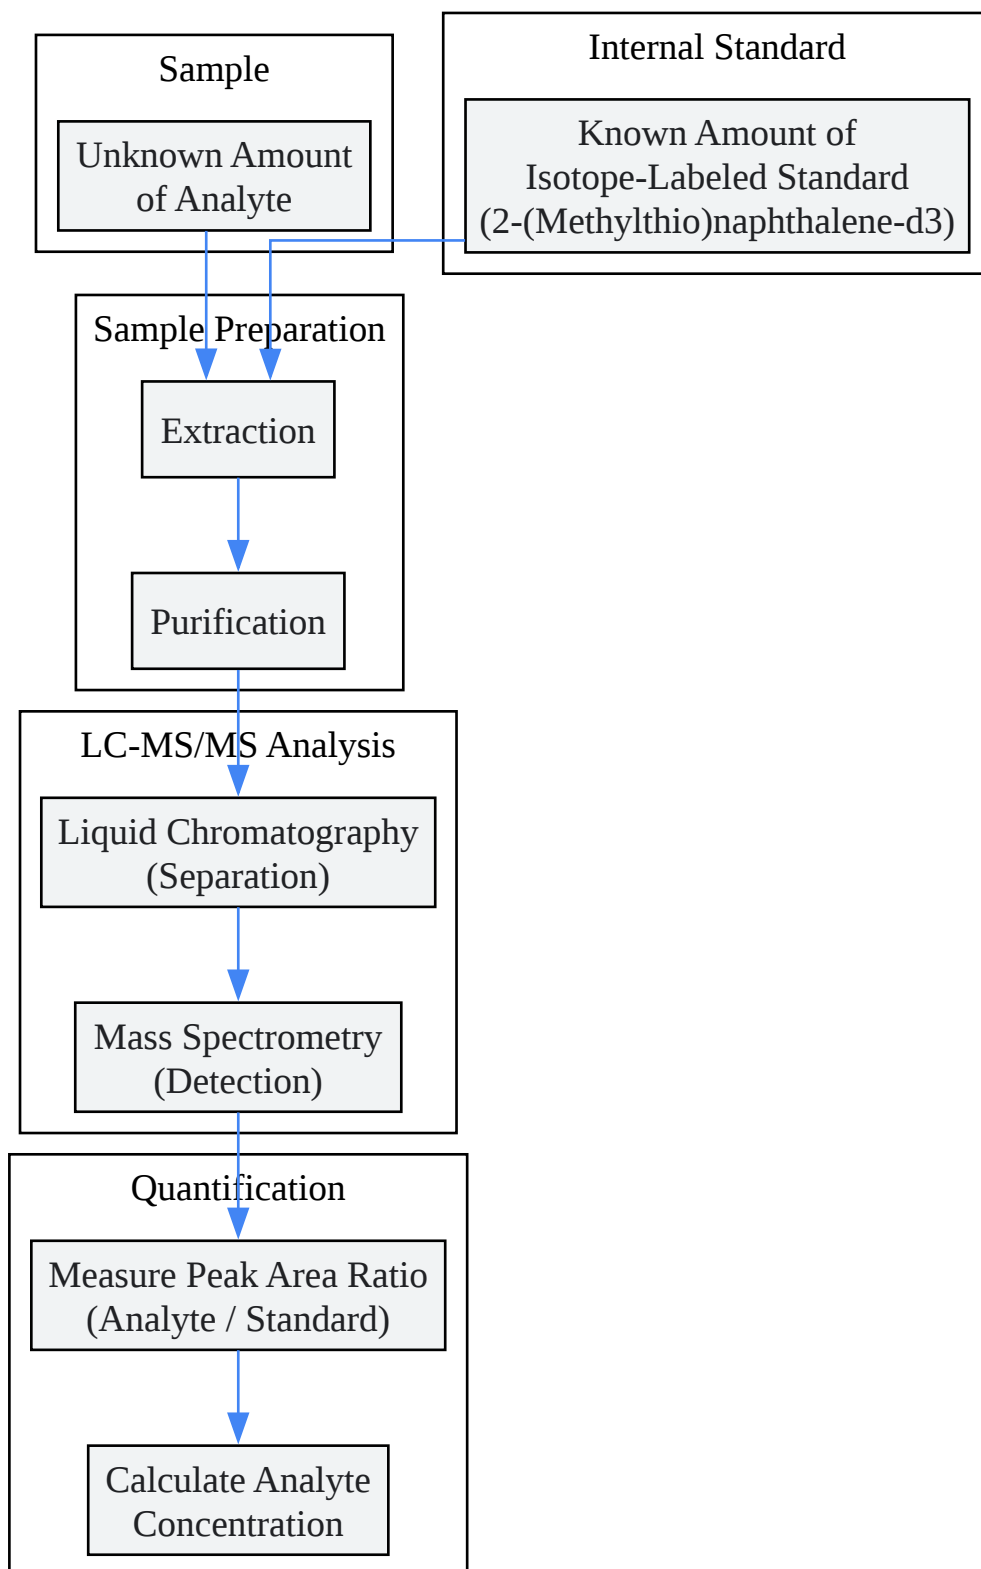 Sample
Unknown Amount
of Analyte
Internal Standard
Known Amount of
Isotope-Labeled Standard
(2-(Methylthio)naphthalene-d3)
Sample Preparation
Extraction
Purification
LC-MS/MS Analysis
Liquid Chromatography
(Separation)
Mass Spectrometry
(Detection)
Quantification
Measure Peak Area Ratio
(Analyte / Standard)
Calculate Analyte
Concentration